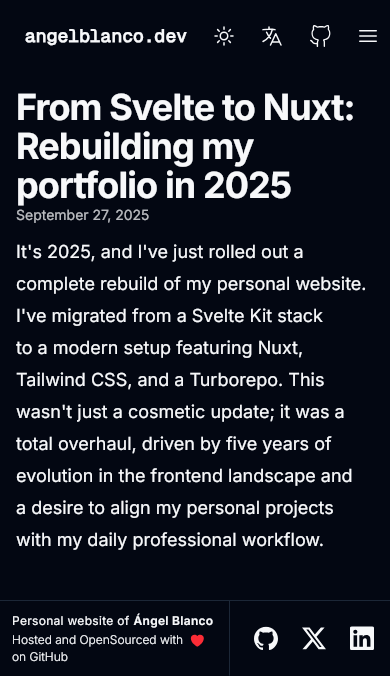 angelblanco.dev
From Svelte to Nuxt:
Rebuilding my
portfolio in 2025
September 27, 2025
It's 2025, and I've just rolled out a
complete rebuild of my personal website.
I've migrated from a Svelte Kit stack
to a modern setup featuring Nuxt,
Tailwind CSS, and a Turborepo. This
wasn't just a cosmetic update; it was a
total overhaul, driven by five years of
evolution in the frontend landscape and
a desire to align my personal projects
with my daily professional workflow.
Personal website of Ángel Blanco
Hosted and OpenSourced with ❤️
on GitHub